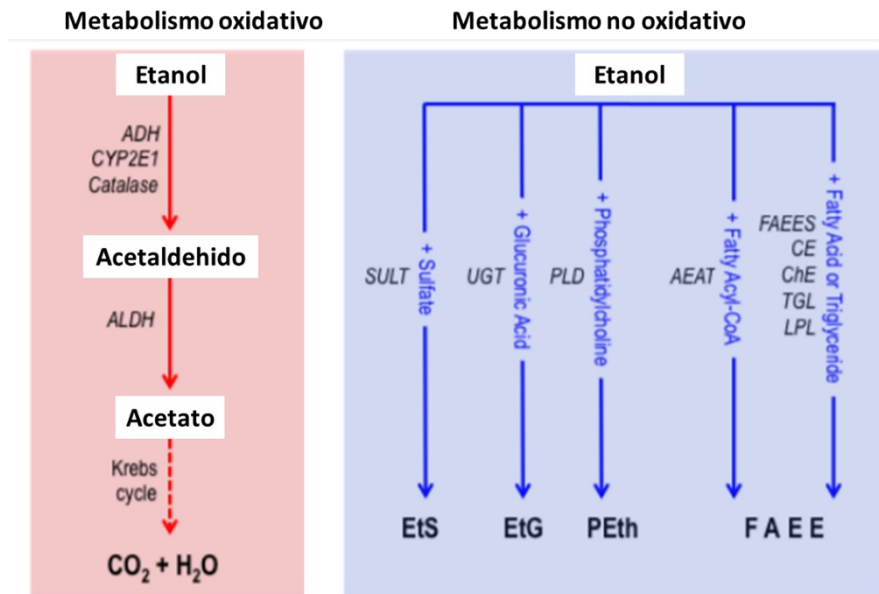 Metabolismo oxidativo
Etanol
ADH
CYP2E1
Catalase
Acetaldehido
ALDH
Acetato
Krebs
cycle
CO₂ + H₂O
Metabolismo no oxidativo
Etanol
SULT
+ Sulfate
UGT
+ Glucuronic Acid
PLD
+ Phosphatidylcholine
AEAT
+ Fatty Acyl-CoA
FAEES
CE
ChE
TGL
LPL
+ Fatty Acid or Triglyceride
EtS
EtG
PEth
F A E E